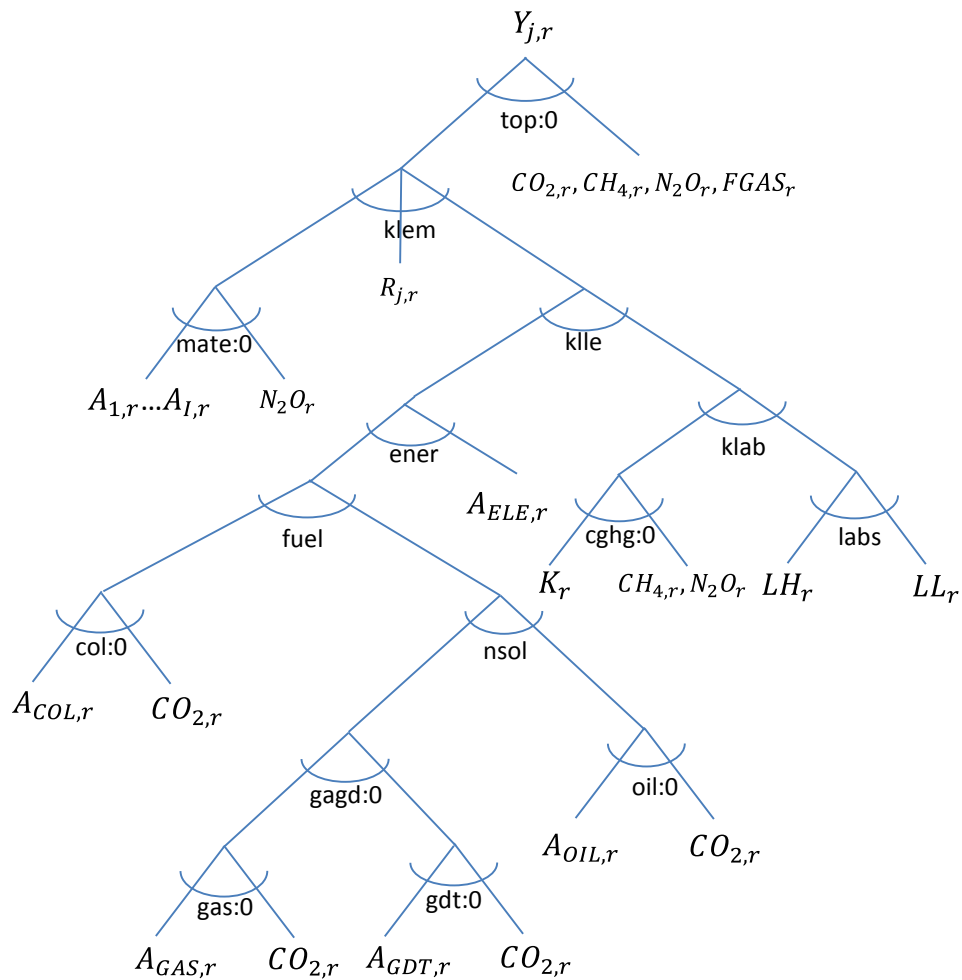 Y_{j,r}
top:0
CO_{2,r}, CH_{4,r}, N_2O_r, FGAS_r
klem
R_{j,r}
klle
mate:0
A_{1,r}...A_{I,r} N_2O_r
klab
ener
A_{ELE,r}
fuel cghg:0 labs
K_r CH_{4,r}, N_2O_r LH_r LL_r
col:0 nsol
A_{COL,r} CO_{2,r}
gagd:0 oil:0
A_{OIL,r} CO_{2,r}
gas:0 gdt:0
A_{GAS,r} CO_{2,r} A_{GDT,r} CO_{2,r}